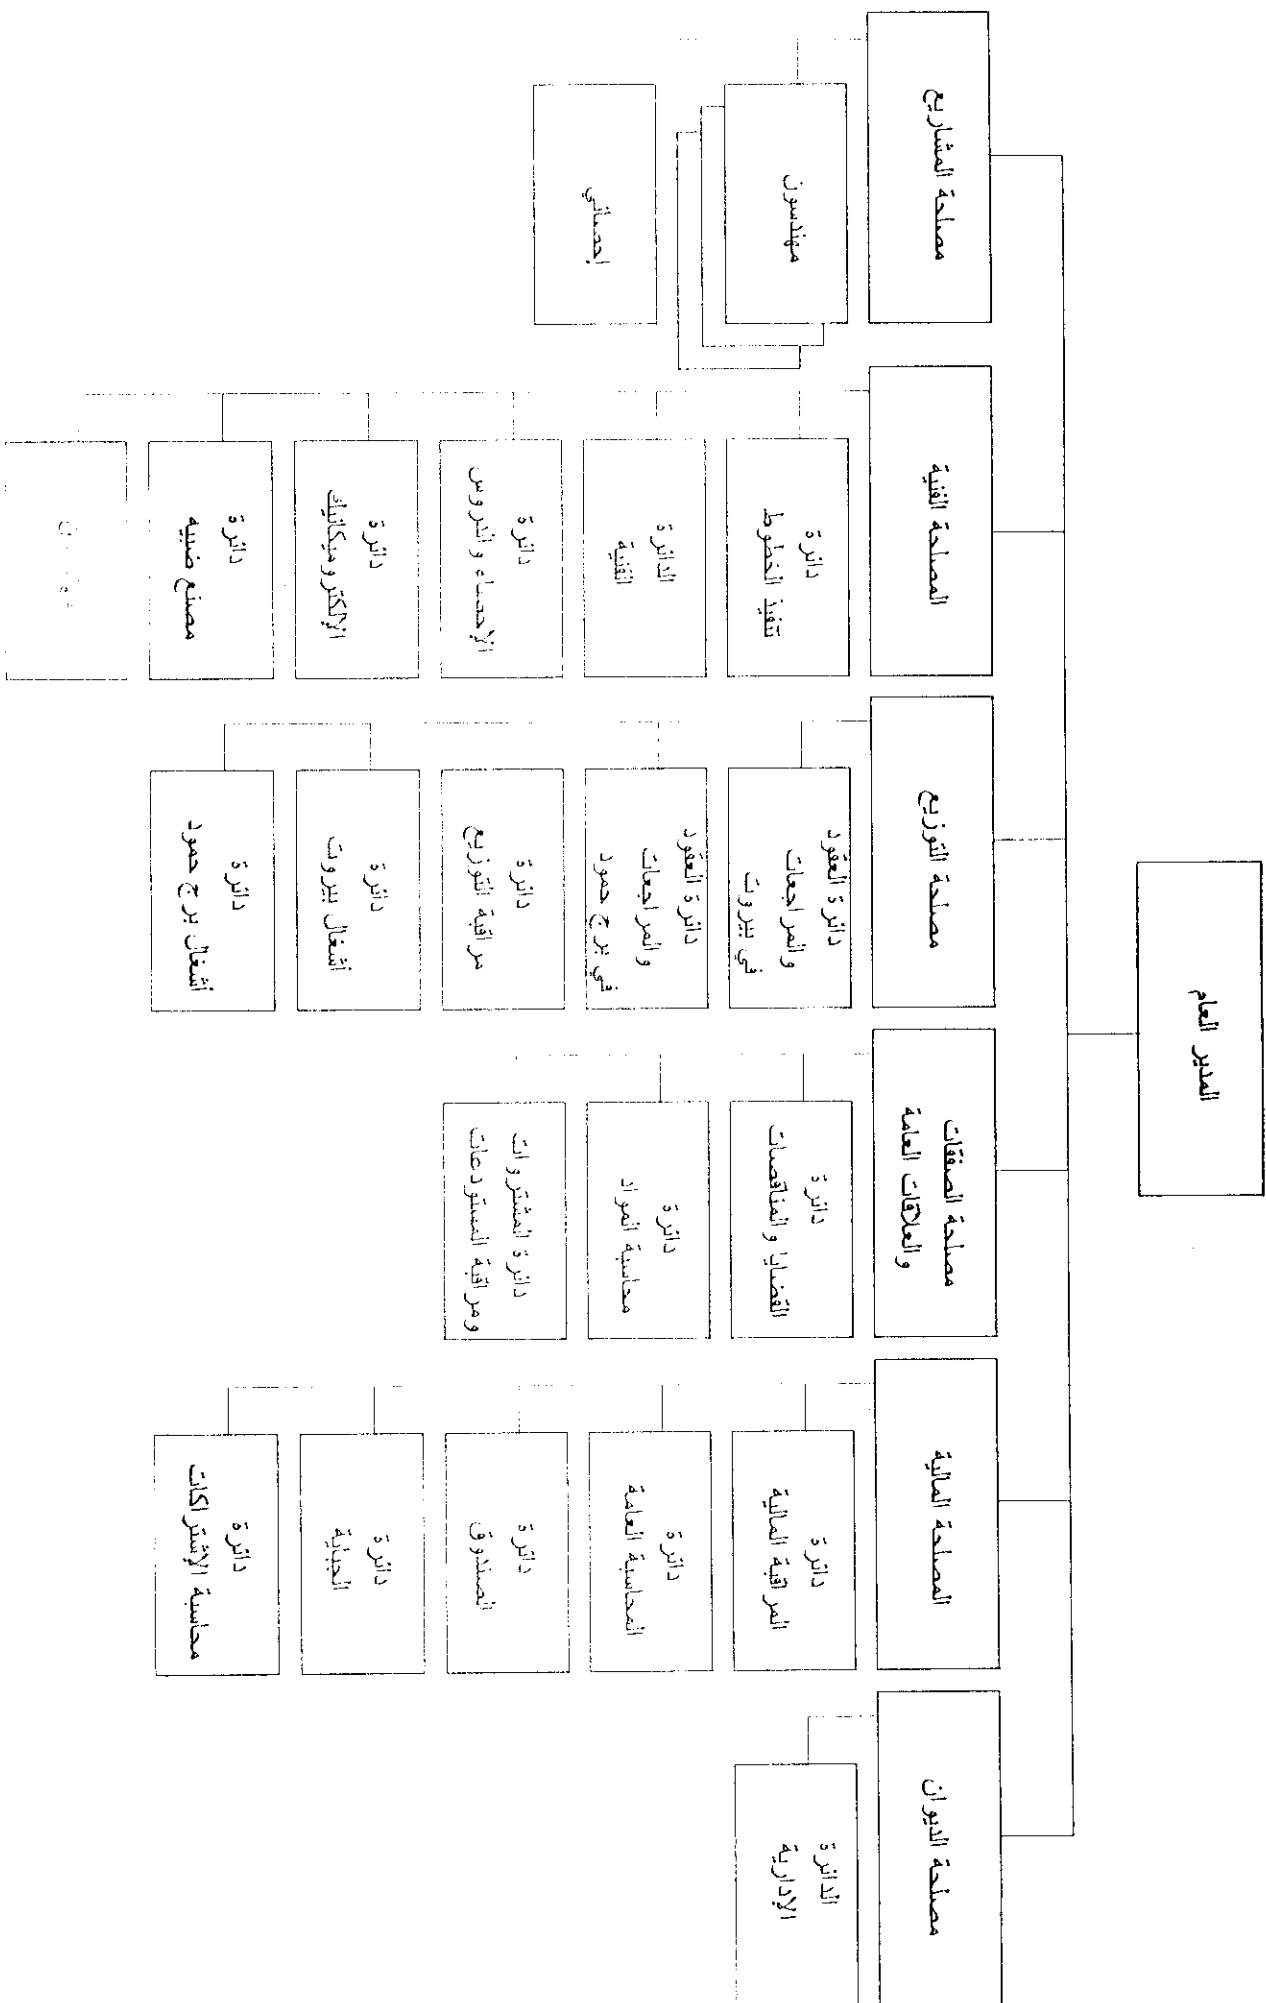 المدير العام
مصلحة الديوان
الدائرة
الإدارية
المصلحة المالية
دائرة
المراقبة المالية
دائرة
المحاسبة العامة
دائرة
الصندوق
دائرة
الجباية
دائرة
محاسبة الإشتراكات
مصلحة الصفقات
والعلاقات العامة
دائرة
القضايا والمناقصات
دائرة
محاسبة المواد
دائرة المشتروات
ومراقبة المستودعات
مصلحة التوزيع
دائرة العقود
والمراجعات
في بيروت
دائرة العقود
والمراجعات
في برج حمود
دائرة
مراقبة التوزيع
دائرة
أشغال بيروت
دائرة
أشغال برج حمود
المصلحة الفنية
دائرة
تنفيذ الخطوط
الدائرة
الفنية
دائرة
الإحصاء والدروس
دائرة
الإلكتروميكانيك
دائرة
مصنع ضبيه
مصلحة المشاريع
مهندسون
إحصائي